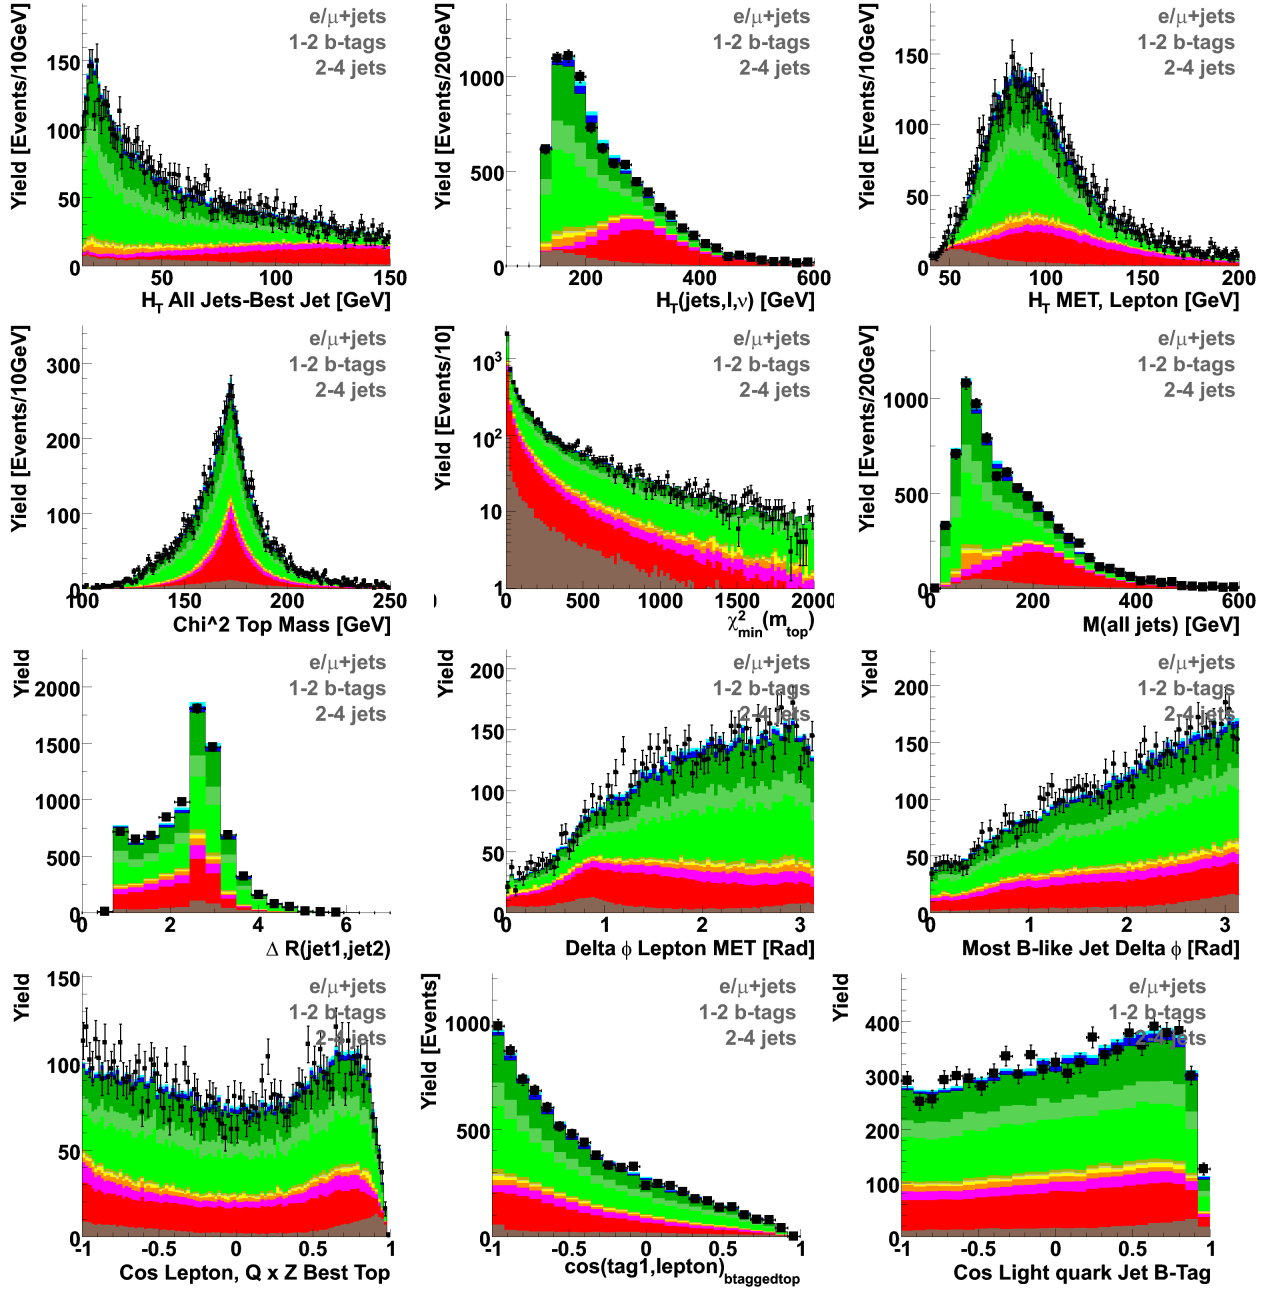 Yield [Events/10GeV]
e/μ+jets
1-2 b-tags
2-4 jets
150
100
50
0
50 100 150
H_T All Jets-Best Jet [GeV]
Yield [Events/20GeV]
e/μ+jets
1-2 b-tags
2-4 jets
1000
500
0
200 400 600
H_T(jets,l,ν) [GeV]
Yield [Events/10GeV]
e/μ+jets
1-2 b-tags
2-4 jets
150
100
50
0
50 100 150 200
H_T MET, Lepton [GeV]
Yield [Events/10GeV]
e/μ+jets
1-2 b-tags
2-4 jets
300
200
100
0
100 150 200 250
Chi^2 Top Mass [GeV]
Yield [Events/10]
e/μ+jets
1-2 b-tags
2-4 jets
10^3
10^2
10
1
0 500 1000 1500 2000
χ^2_min(m_top)
Yield [Events/20GeV]
e/μ+jets
1-2 b-tags
2-4 jets
1000
500
0
0 200 400 600
M(all jets) [GeV]
Yield
e/μ+jets
1-2 b-tags
2-4 jets
2000
1500
1000
500
0
0 2 4 6
Δ R(jet1,jet2)
Yield
e/μ+jets
1-2 b-tags
2-4 jets
200
150
100
50
0
0 1 2 3
Delta φ Lepton MET [Rad]
Yield
e/μ+jets
1-2 b-tags
2-4 jets
200
150
100
50
0
0 1 2 3
Most B-like Jet Delta φ [Rad]
Yield
e/μ+jets
1-2 b-tags
2-4 jets
150
100
50
0
-1 -0.5 0 0.5 1
Cos Lepton, Q x Z Best Top
Yield [Events]
e/μ+jets
1-2 b-tags
2-4 jets
1000
500
0
-1 -0.5 0 0.5 1
cos(tag1,lepton)_btaggedtop
Yield
e/μ+jets
1-2 b-tags
2-4 jets
400
300
200
100
0
-1 -0.5 0 0.5 1
Cos Light quark Jet B-Tag